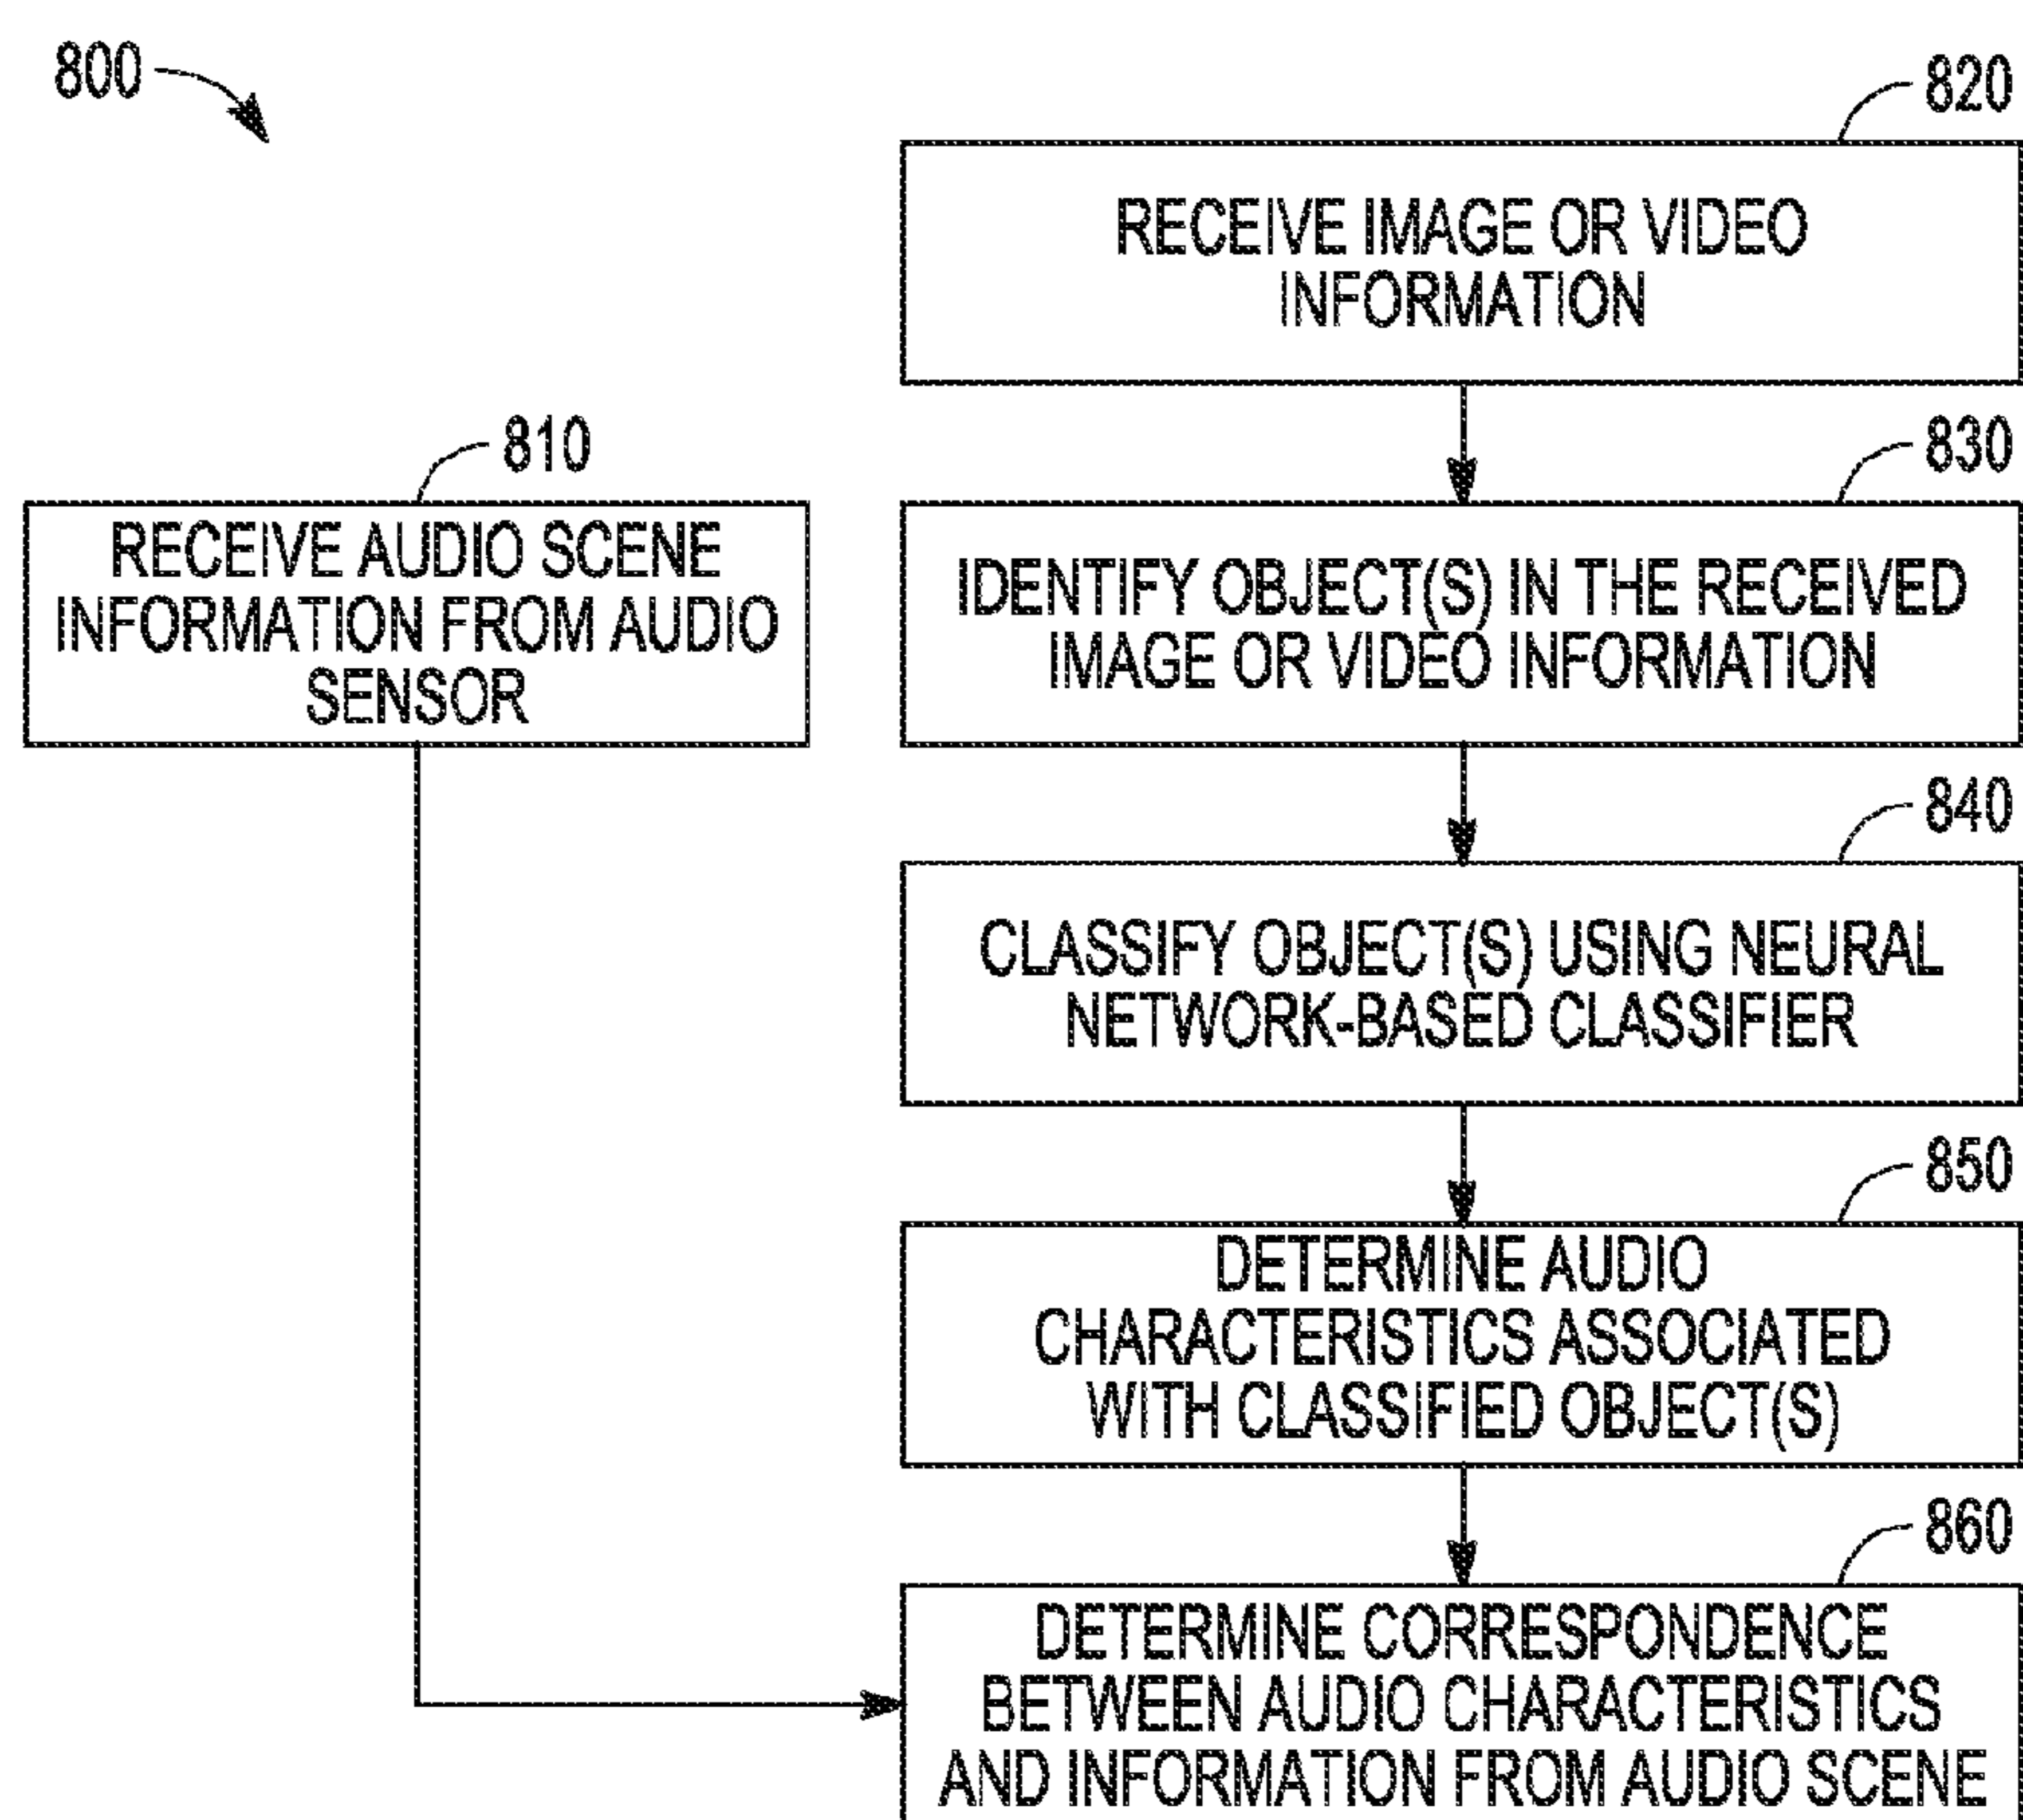 800
820
RECEIVE IMAGE OR VIDEO
INFORMATION
810
RECEIVE AUDIO SCENE
INFORMATION FROM AUDIO
SENSOR
830
IDENTIFY OBJECT(S) IN THE RECEIVED
IMAGE OR VIDEO INFORMATION
840
CLASSIFY OBJECT(S) USING NEURAL
NETWORK-BASED CLASSIFIER
850
DETERMINE AUDIO
CHARACTERISTICS ASSOCIATED
WITH CLASSIFIED OBJECT(S)
860
DETERMINE CORRESPONDENCE
BETWEEN AUDIO CHARACTERISTICS
AND INFORMATION FROM AUDIO SCENE